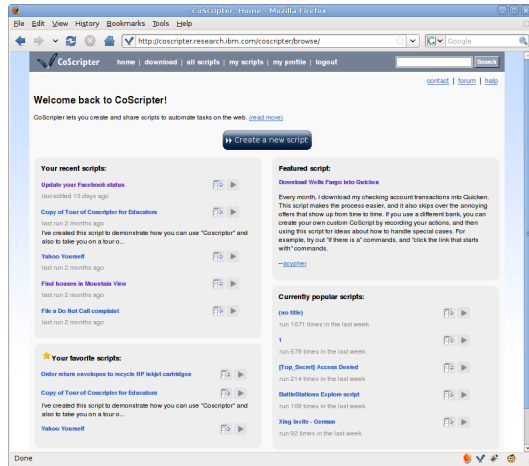 CoScripter: Home - Mozilla Firefox
File Edit View History Bookmarks Tools Help
http://coscripter.research.ibm.com/coscripter/browse/
Google
CoScripter home | download | all scripts | my scripts | my profile | logout Search
contact | forum | help
Welcome back to CoScripter!
CoScripter lets you create and share scripts to automate tasks on the web. (read more)
Create a new script
Your recent scripts:
Update your Facebook status
last edited 10 days ago
Copy of Tour of Coscripter for Educators
last run 2 months ago
I've created this script to demonstrate how you can use "Coscripter" and
also to take you on a tour o...
Yahoo Yourself
last run 2 months ago
Find houses in Mountain View
last run 2 months ago
File a Do Not Call complaint
last run 2 months ago
Your favorite scripts:
Order return envelopes to recycle HP inkjet cartridges
Copy of Tour of Coscripter for Educators
I've created this script to demonstrate how you can use "Coscripter" and
also to take you on a tour o...
Yahoo Yourself
Featured script:
Download Wells Fargo into Quicken
Every month, I download my checking account transactions into Quicken.
This script makes the process easier, and it also skips over the annoying
offers that show up from time to time. If you use a different bank, you can
create your own custom CoScript by recording your actions, and then
using this script for ideas about how to handle special cases. For
example, try out "if there is a" commands, and "click the link that starts
with" commands.
--acypher
Currently popular scripts:
(no title)
run 1071 times in the last week
1
run 578 times in the last week
[Top_Secret] Access Denied
run 214 times in the last week
BattleStations Explore script
run 109 times in the last week
Xing Invite - German
run 92 times in the last week
Done